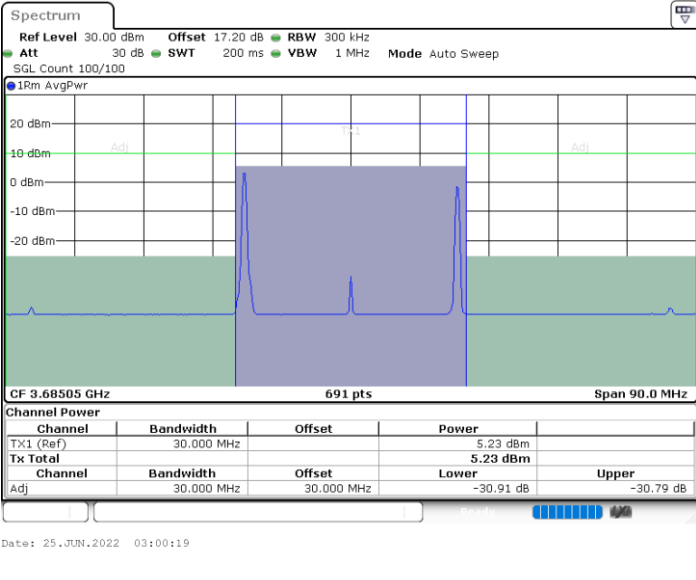 Spectrum
Ref Level 30.00 dBm Offset 17.20 dB RBW 300 kHz
Att 30 dB SWT 200 ms VBW 1 MHz Mode Auto Sweep
SGL Count 100/100
1Rm AvgPwr
20 dBm
TX1
Adj Adj
10 dBm
0 dBm
-10 dBm
-20 dBm
CF 3.68505 GHz 691 pts Span 90.0 MHz
Channel Power
Channel Bandwidth Offset Power
TX1 (Ref) 30.000 MHz 5.23 dBm
Tx Total 5.23 dBm
Channel Bandwidth Offset Lower Upper
Adj 30.000 MHz 30.000 MHz -30.91 dB -30.79 dB
Ready
Date: 25.JUN.2022 03:00:19